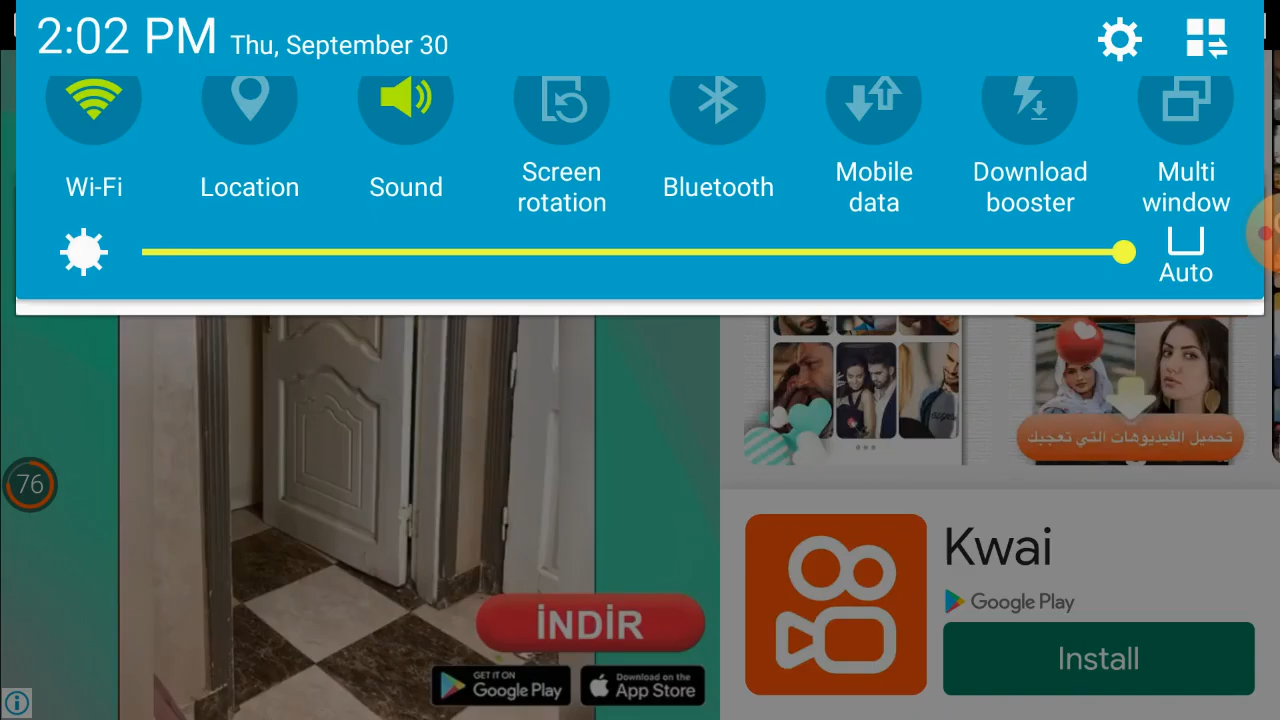 2:02 PM Thu, September 30
Wi-Fi
Location
Sound
Screen
rotation
Bluetooth
Mobile
data
Download
booster
Multi
window
Auto
تحميل الفيديوهات التي تعجبك
76
Kwai
Google Play
Install
İNDİR
GET IT ON
Google Play
Download on the
App Store